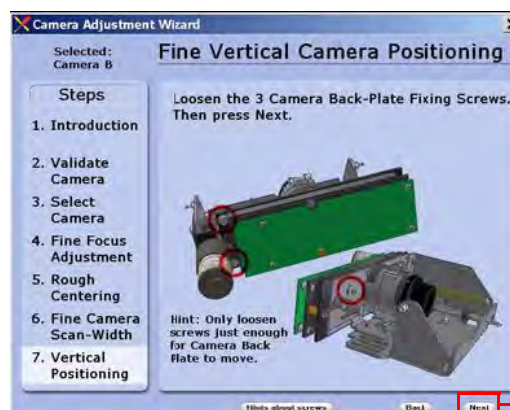 Camera Adjustment Wizard
Selected:
Camera B
Fine Vertical Camera Positioning
Steps
1. Introduction
2. Validate
Camera
3. Select
Camera
4. Fine Focus
Adjustment
5. Rough
Centering
6. Fine Camera
Scan-Width
7. Vertical
Positioning
Loosen the 3 Camera Back-Plate Fixing Screws.
Then press Next.
Hint: Only loosen
screws just enough
for Camera Back
Plate to move.
Hints about screws
Back
Next